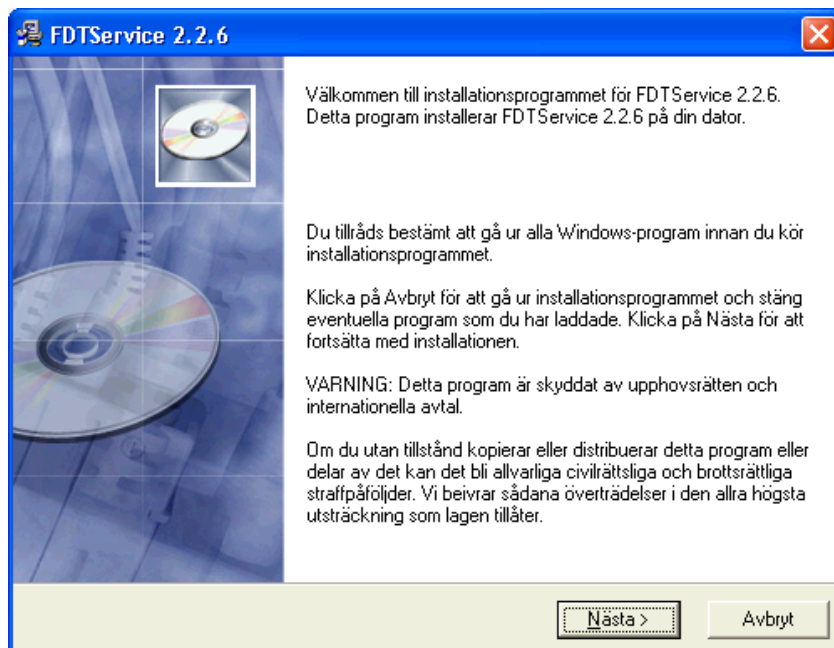 FDTService 2.2.6
Välkommen till installationsprogrammet för FDTService 2.2.6.
Detta program installerar FDTService 2.2.6 på din dator.
Du tillråds bestämt att gå ur alla Windows-program innan du kör
installationsprogrammet.
Klicka på Avbryt för att gå ur installationsprogrammet och stäng
eventuella program som du har laddade. Klicka på Nästa för att
fortsätta med installationen.
VARNING: Detta program är skyddat av upphovsrätten och
internationella avtal.
Om du utan tillstånd kopierar eller distribuerar detta program eller
delar av det kan det bli allvarliga civilrättsliga och brottsrättliga
straffpåföljder. Vi beivrar sådana överträdelser i den allra högsta
utsträckning som lagen tillåter.
Nästa >
Avbryt